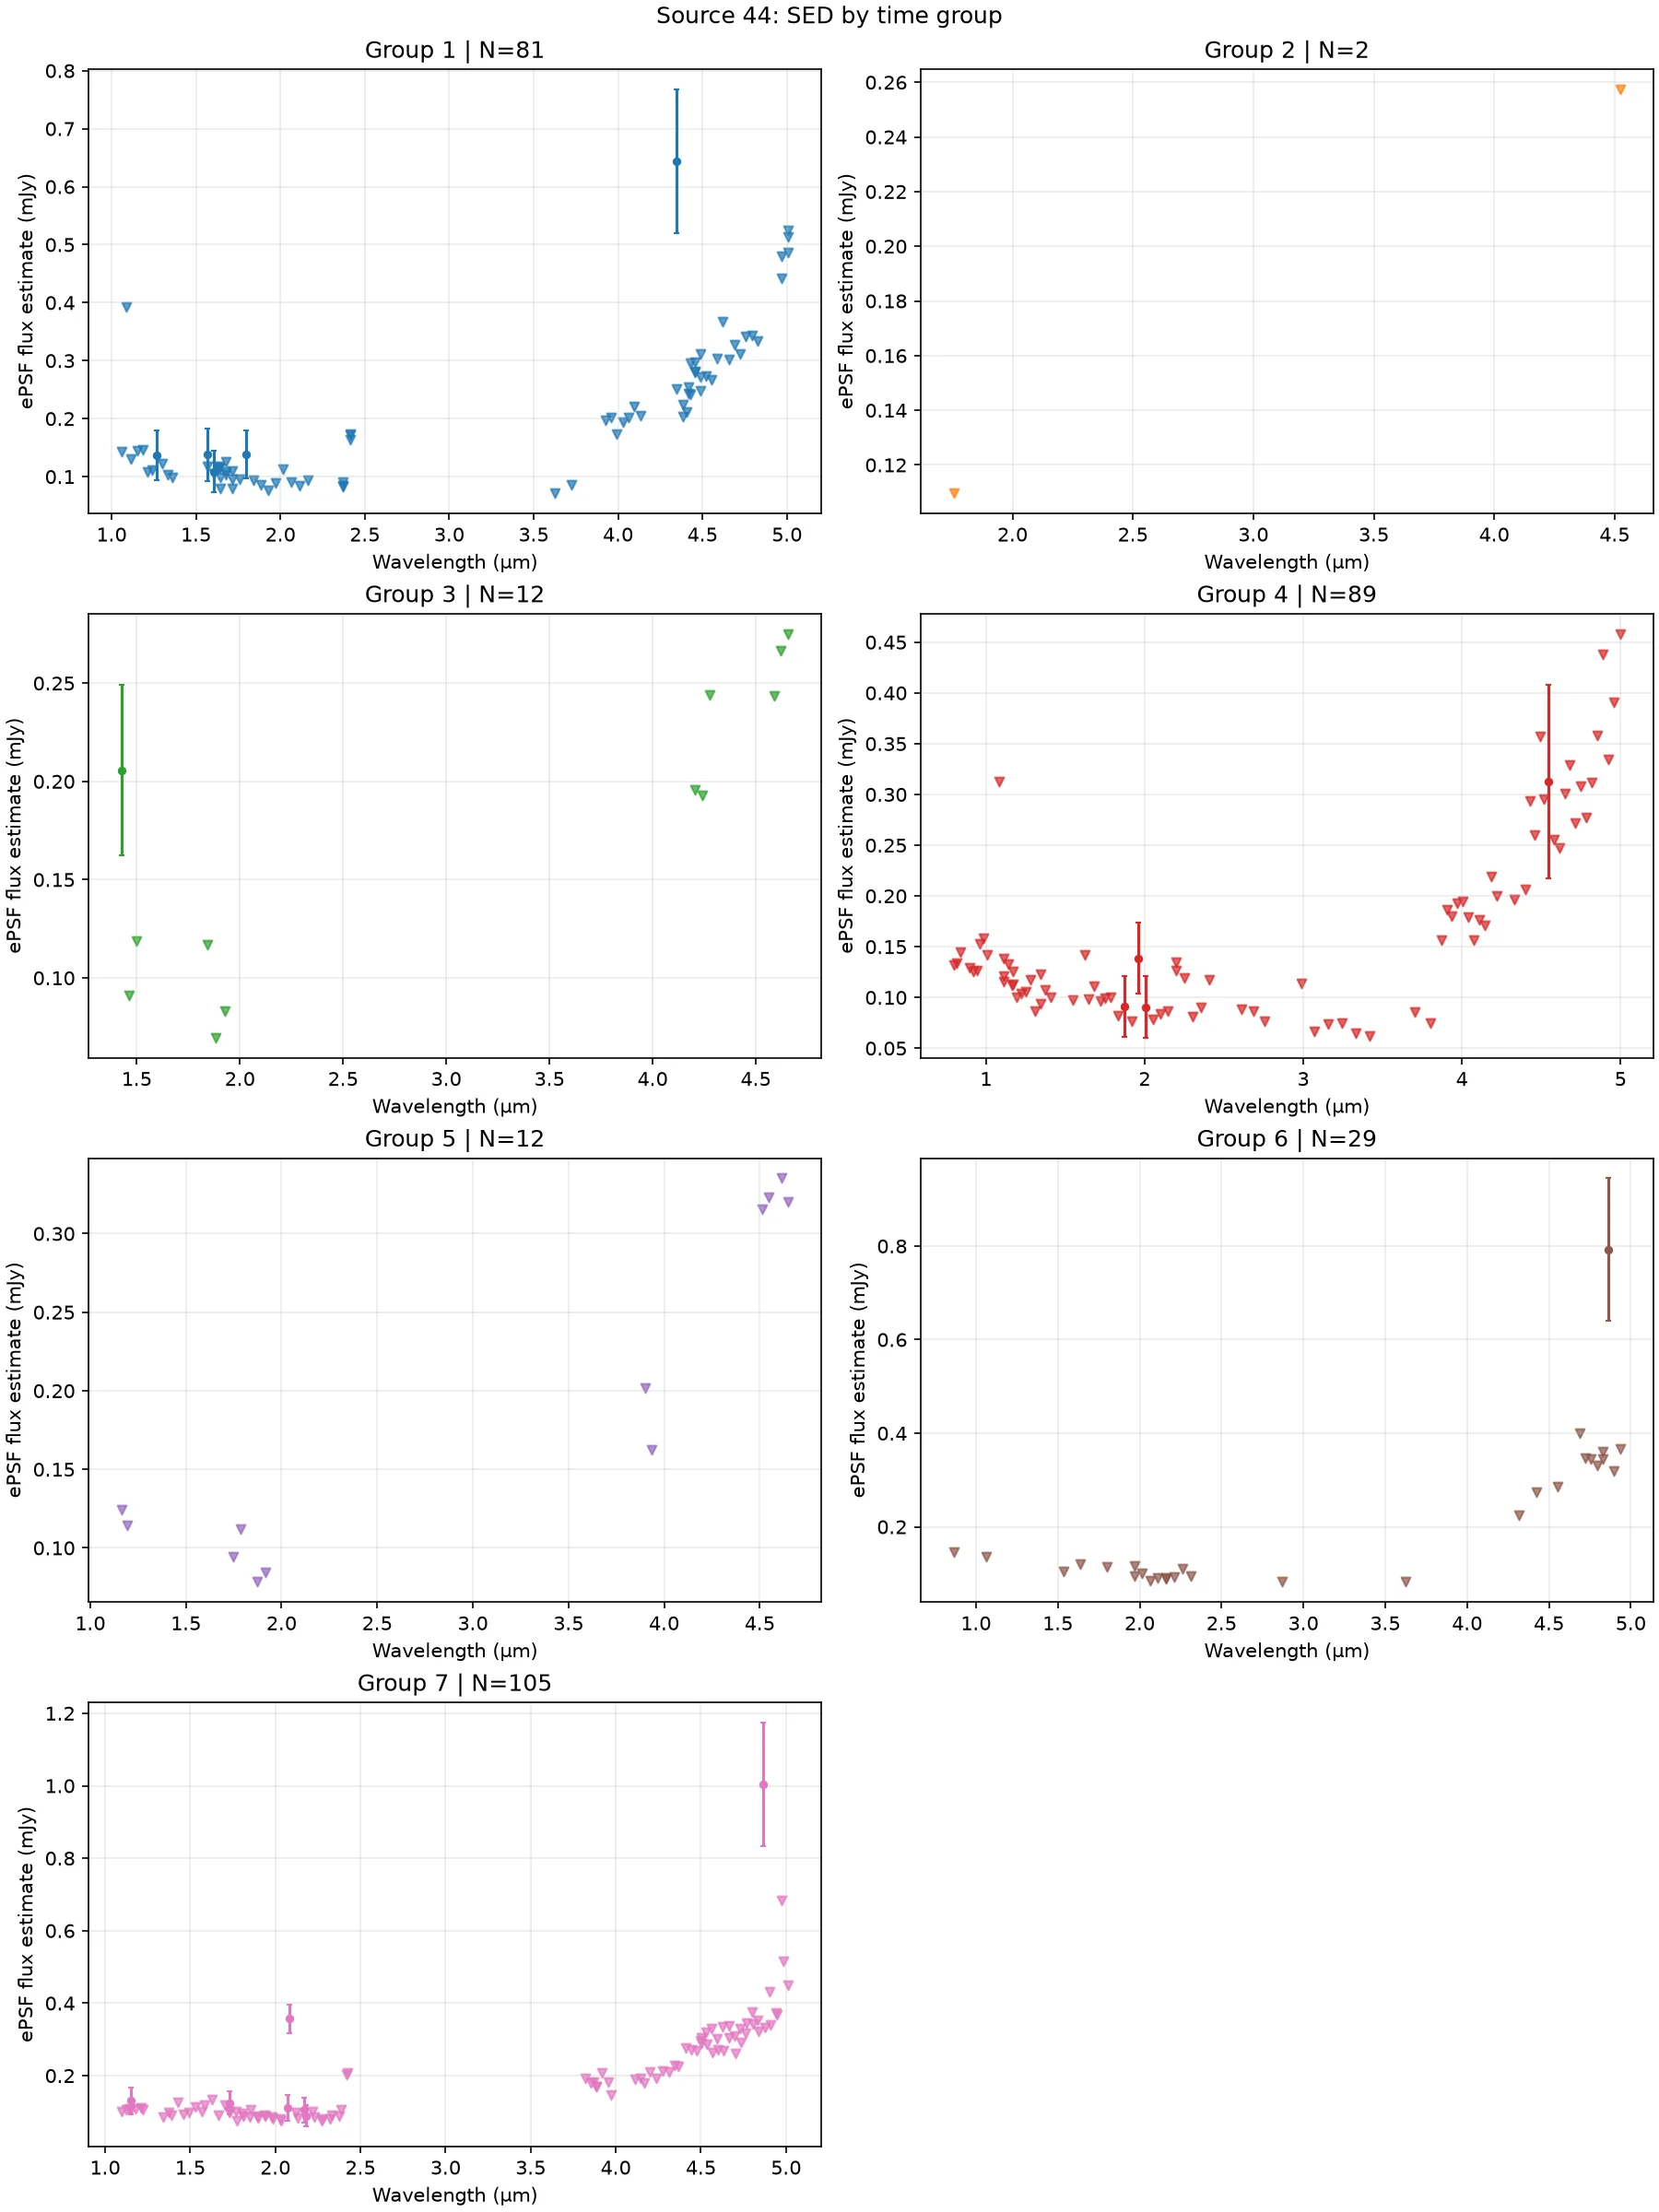 Source 44: SED by time group
Group 1 | N=81
ePSF flux estimate (mJy)
0.8
0.7
0.6
0.5
0.4
0.3
0.2
0.1
1.0 1.5 2.0 2.5 3.0 3.5 4.0 4.5 5.0
Wavelength (µm)
Group 2 | N=2
ePSF flux estimate (mJy)
0.26
0.24
0.22
0.20
0.18
0.16
0.14
0.12
2.0 2.5 3.0 3.5 4.0 4.5
Wavelength (µm)
Group 3 | N=12
ePSF flux estimate (mJy)
0.25
0.20
0.15
0.10
1.5 2.0 2.5 3.0 3.5 4.0 4.5
Wavelength (µm)
Group 4 | N=89
ePSF flux estimate (mJy)
0.45
0.40
0.35
0.30
0.25
0.20
0.15
0.10
0.05
1 2 3 4 5
Wavelength (µm)
Group 5 | N=12
ePSF flux estimate (mJy)
0.30
0.25
0.20
0.15
0.10
1.0 1.5 2.0 2.5 3.0 3.5 4.0 4.5
Wavelength (µm)
Group 6 | N=29
ePSF flux estimate (mJy)
0.8
0.6
0.4
0.2
1.0 1.5 2.0 2.5 3.0 3.5 4.0 4.5 5.0
Wavelength (µm)
Group 7 | N=105
ePSF flux estimate (mJy)
1.2
1.0
0.8
0.6
0.4
0.2
1.0 1.5 2.0 2.5 3.0 3.5 4.0 4.5 5.0
Wavelength (µm)